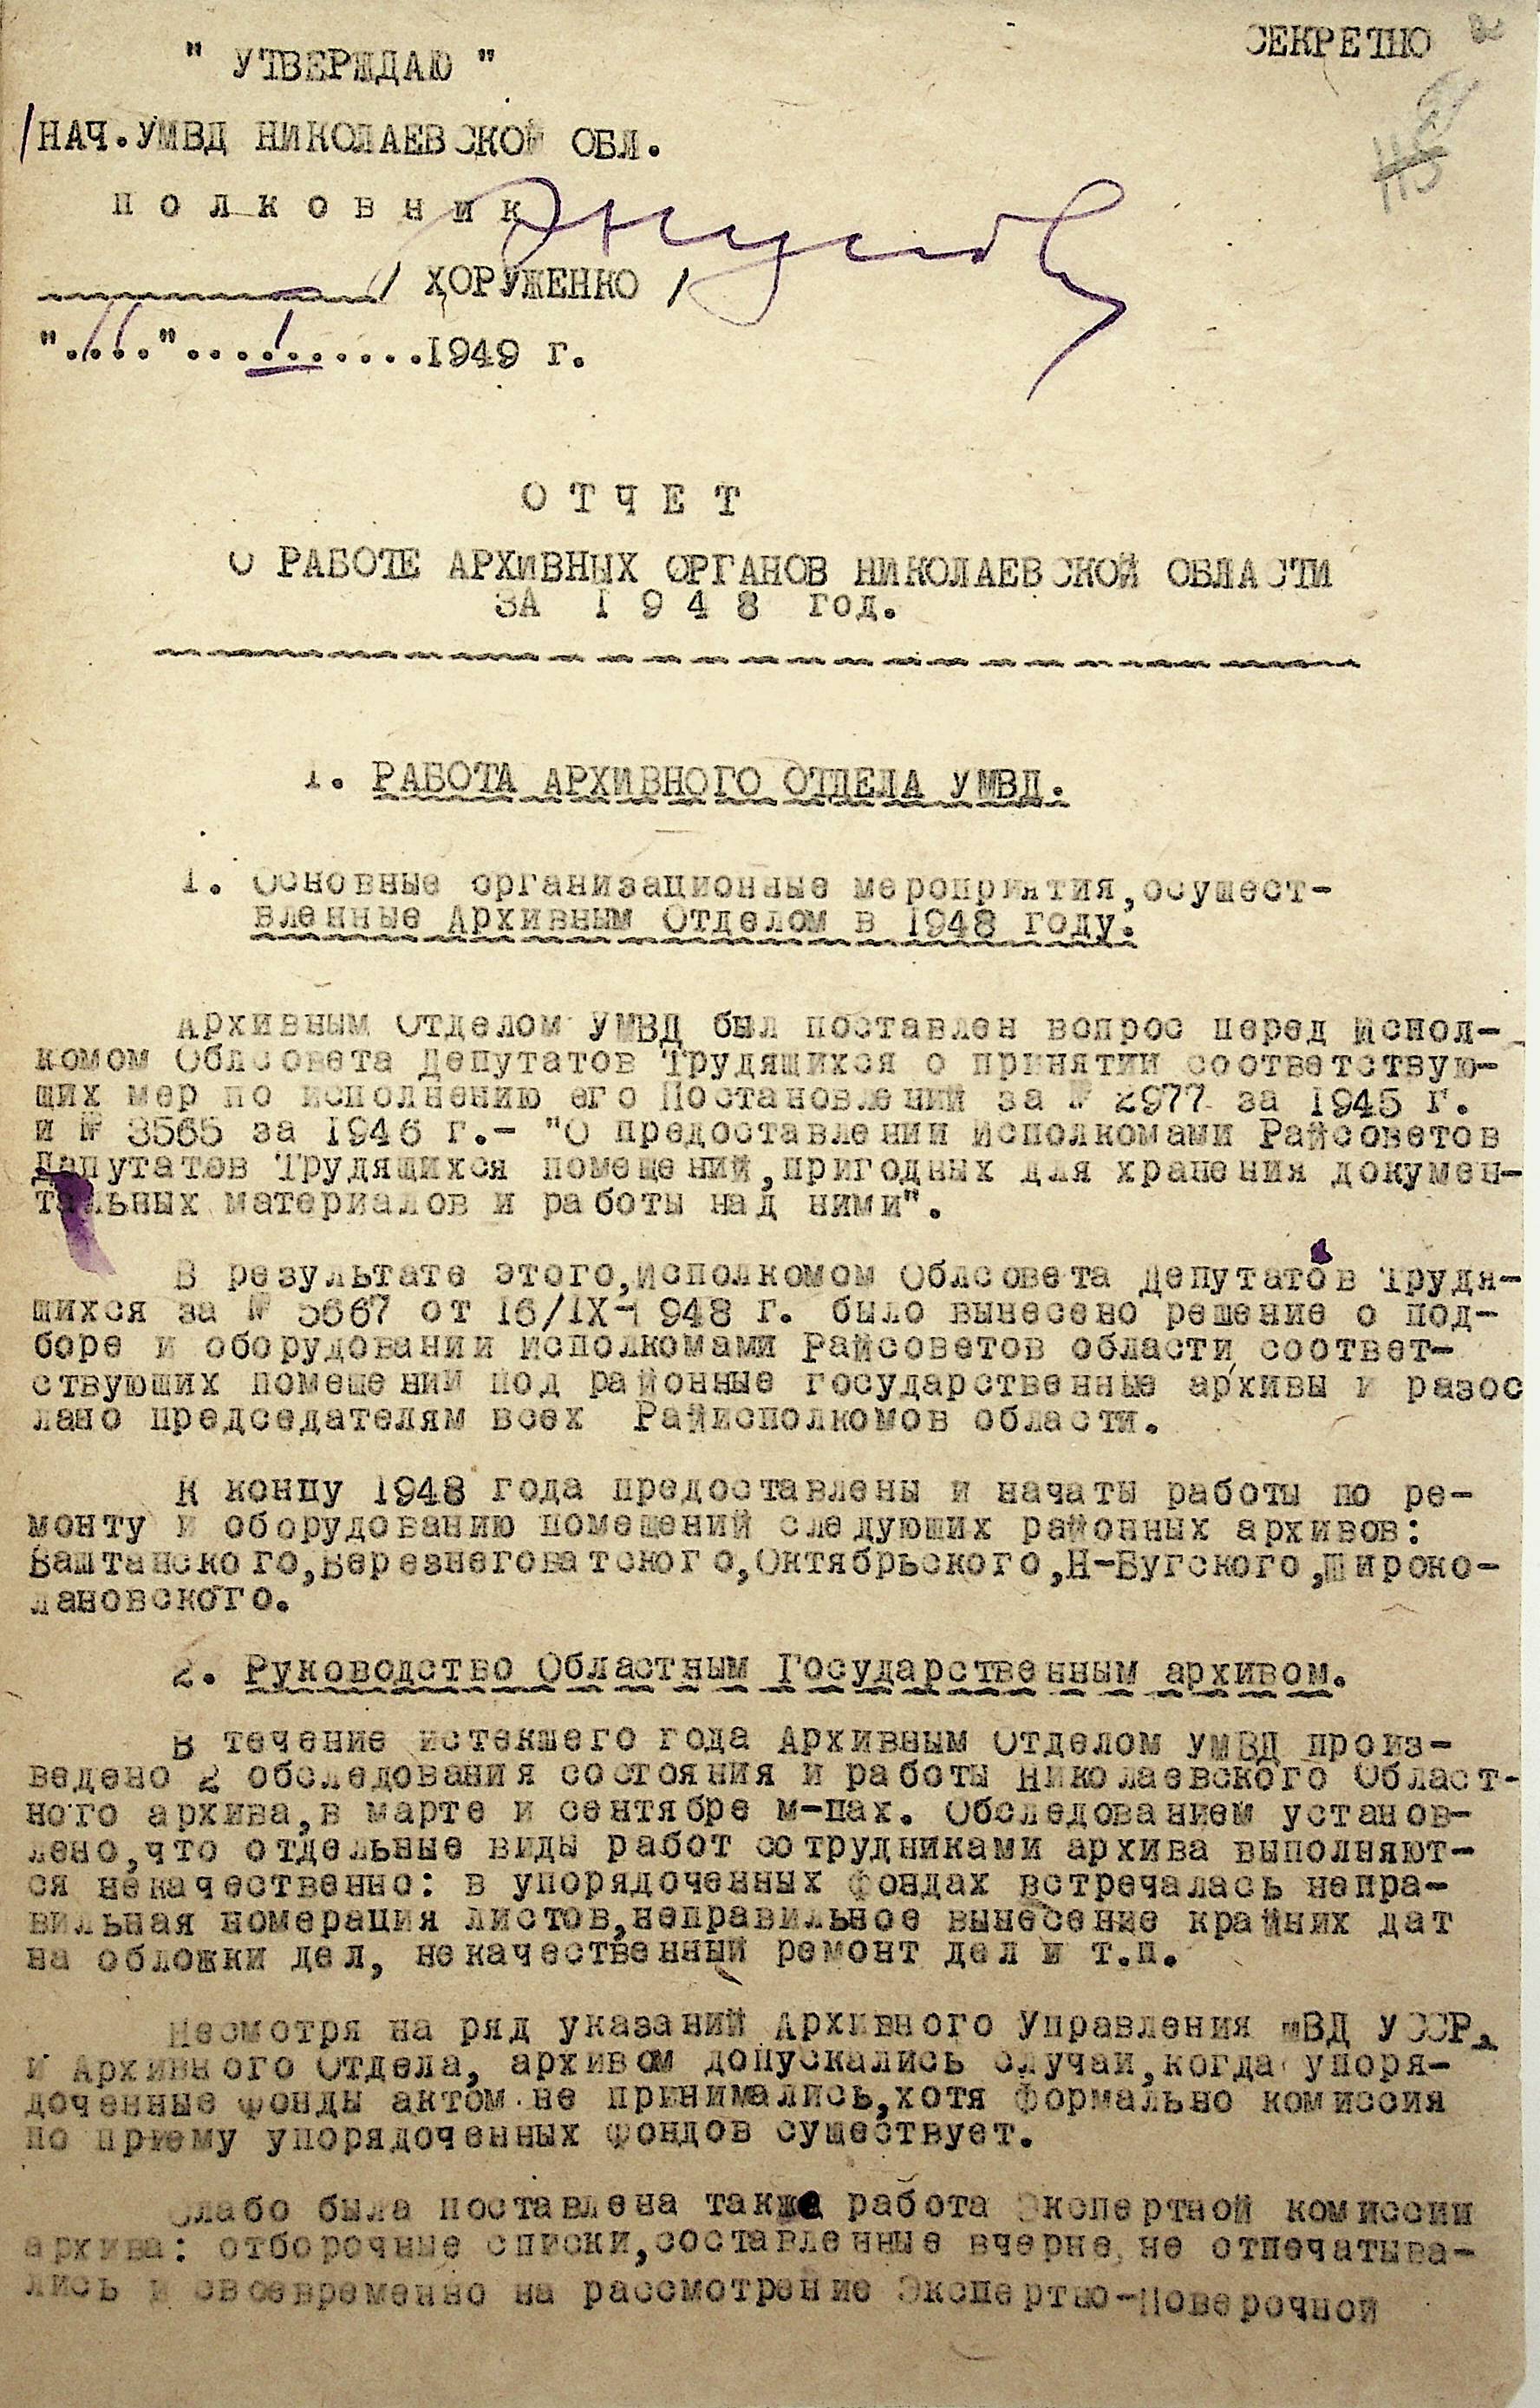 СЕКРЕТНО
" УТВЕРЖДАЮ "
НАЧ.УМВД НИКОЛАЕВСКОЙ ОБЛ.
П О Л К О В Н И К
/ ХОРУЖЕНКО /
"..11.."....I......1949 г.
115
О Т Ч Е Т
О РАБОТЕ АРХИВНЫХ ОРГАНОВ НИКОЛАЕВСКОЙ ОБЛАСТИ
ЗА 1 9 4 8 год.
1. РАБОТА АРХИВНОГО ОТДЕЛА УМВД.
1. Основные организационные мероприятия,осущест-
вленные Архивным Отделом в 1948 году.
Архивным Отделом УМВД был поставлен вопрос перед Испол-
комом Облсовета Депутатов Трудящихся о принятии соответствую-
щих мер по исполнению его Постановлений за № 2977 за 1945 г.
и № 3565 за 1946 г.- "О предоставлении Исполкомами Райсоветов
Депутатов Трудящихся помещений,пригодных для хранения докумен-
тальных материалов и работы над ними".
В результате этого,исполкомом Облсовета Депутатов Трудя-
щихся за № 5667 от 16/IX-1948 г. было вынесено решение о под-
боре и оборудовании исполкомами Райсоветов области соответ-
ствующих помещений под районные государственные архивы и разос
лано председателям всех Райисполкомов области.
К концу 1948 года предоставлены и начаты работы по ре-
монту и оборудованию помещений следующих районных архивов:
Баштанского,Березнеговатского,Октябрьского,Н-Бугского,Широко-
лановского.
2. Руководство Областным Государственным архивом.
В течение истекшего года Архивным Отделом УМВД произ-
ведено 2 обследования состояния и работы Николаевского Област-
ного архива,в марте и сентябре м-цах. Обследованием установ-
лено,что отдельные виды работ сотрудниками архива выполняют-
ся некачественно: в упорядоченных фондах встречалась непра-
вильная номерация листов,неправильное вынесение крайних дат
на обложки дел, некачественный ремонт дел и т.п.
Несмотря на ряд указаний Архивного Управления МВД УССР
и Архивного Отдела, архивом допускались случаи,когда упоря-
доченные фонды актом не принимались,хотя формально комиссия
по приему упорядоченных фондов существует.
Слабо была поставлена также работа Экспертной комиссии
архива: отборочные списки,составленные вчерне, не отпечатыва-
лись и своевременно на рассмотрение Экспертно-Поверочной